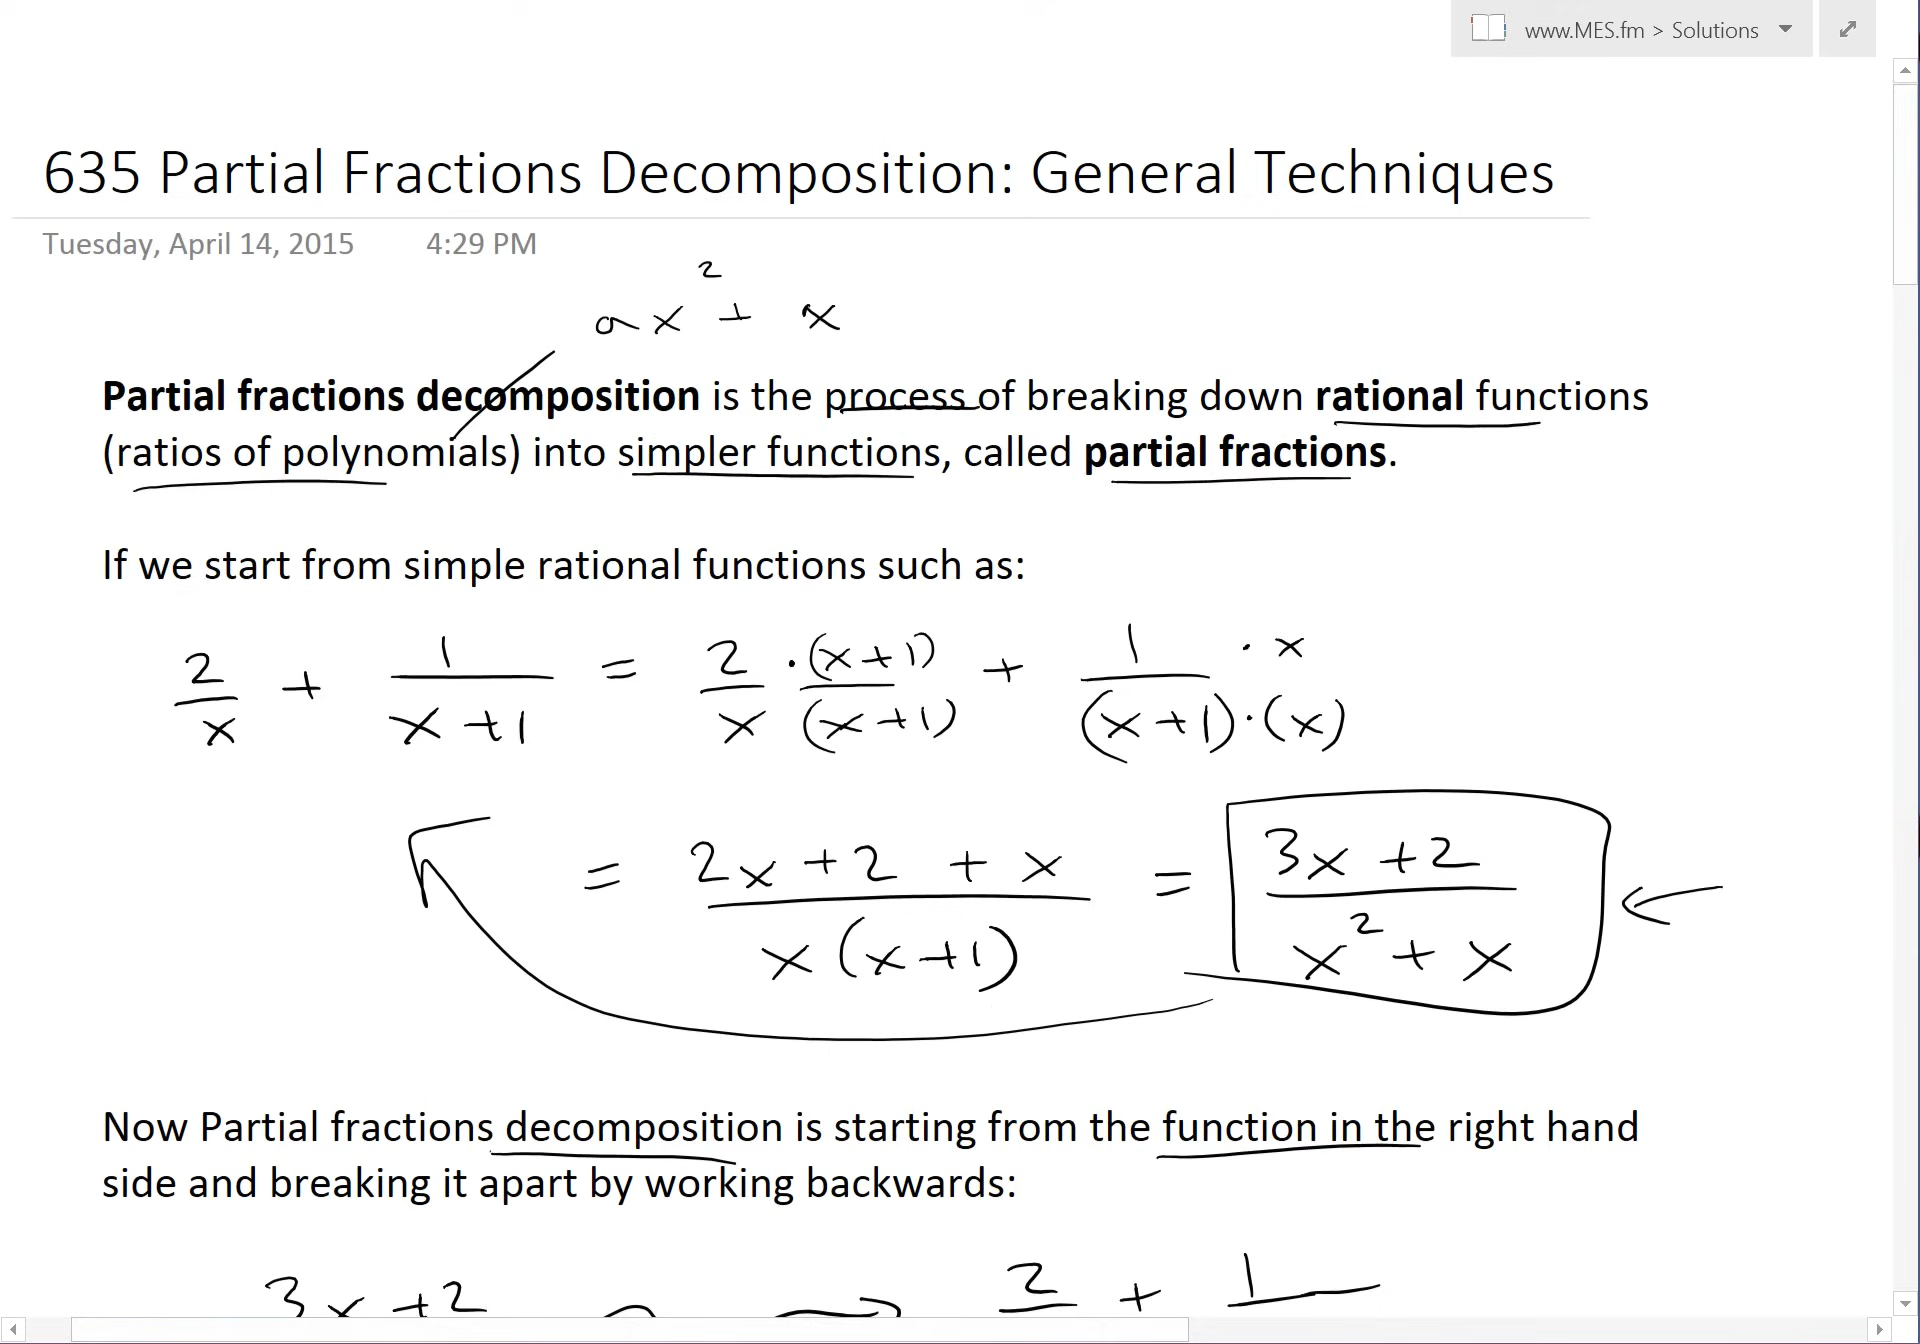 www.MES.fm > Solutions
635 Partial Fractions Decomposition: General Techniques
Tuesday, April 14, 2015 4:29 PM
ax² + x
Partial fractions decomposition is the process of breaking down rational functions
(ratios of polynomials) into simpler functions, called partial fractions.
If we start from simple rational functions such as:
2/x + 1/(x+1) = 2/x · (x+1)/(x+1) + 1/(x+1) · x/(x)
= (2x+2 + x)/(x(x+1)) = (3x+2)/(x² + x)
Now Partial fractions decomposition is starting from the function in the right hand
side and breaking it apart by working backwards:
3x+2 → 2 + 1